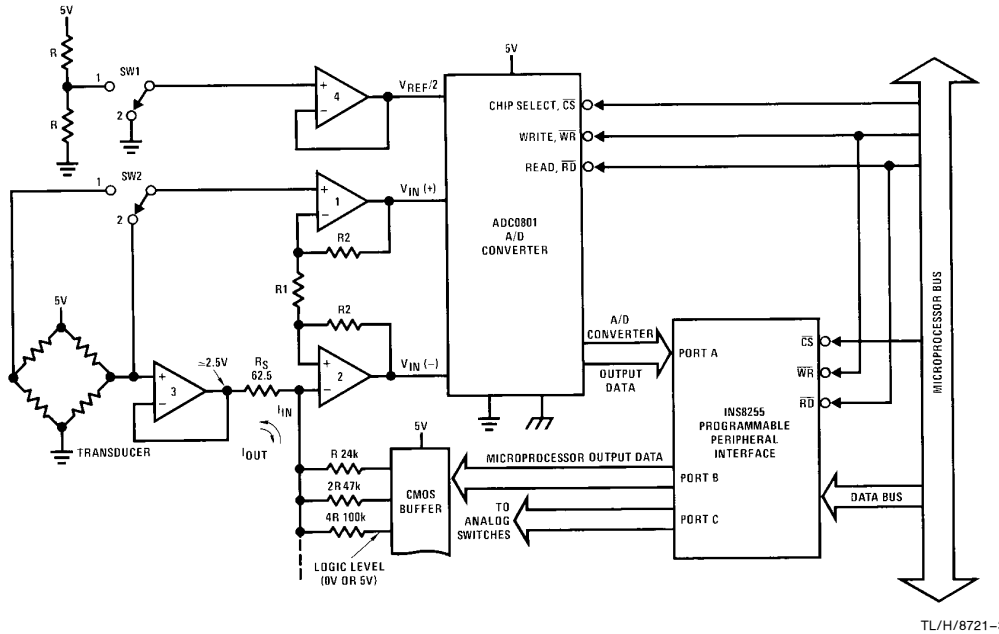 5V
R
R
1
SW1
2
+
−
4
VREF/2
5V
CHIP SELECT, CS
WRITE, WR
READ, RD
ADC0801
A/D
CONVERTER
1
SW2
2
+
−
1
VIN (+)
R2
R1
R2
+
−
2
VIN (−)
5V
TRANSDUCER
+
−
3
≃2.5V
RS
62.5
IIN
IOUT
R 24k
2R 47k
4R 100k
LOGIC LEVEL
(0V OR 5V)
5V
CMOS
BUFFER
MICROPROCESSOR OUTPUT DATA
TO
ANALOG
SWITCHES
A/D
CONVERTER
OUTPUT
DATA
PORT A
PORT B
PORT C
INS8255
PROGRAMMABLE
PERIPHERAL
INTERFACE
CS
WR
RD
DATA BUS
MICROPROCESSOR BUS